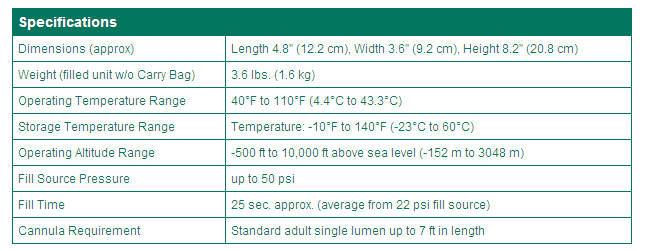 Specifications
Dimensions (approx) Length 4.8" (12.2 cm), Width 3.6" (9.2 cm), Height 8.2" (20.8 cm)
Weight (filled unit w/o Carry Bag) 3.6 lbs. (1.6 kg)
Operating Temperature Range 40°F to 110°F (4.4°C to 43.3°C)
Storage Temperature Range Temperature: -10°F to 140°F (-23°C to 60°C)
Operating Altitude Range -500 ft to 10,000 ft above sea level (-152 m to 3048 m)
Fill Source Pressure up to 50 psi
Fill Time 25 sec. approx. (average from 22 psi fill source)
Cannula Requirement Standard adult single lumen up to 7 ft in length